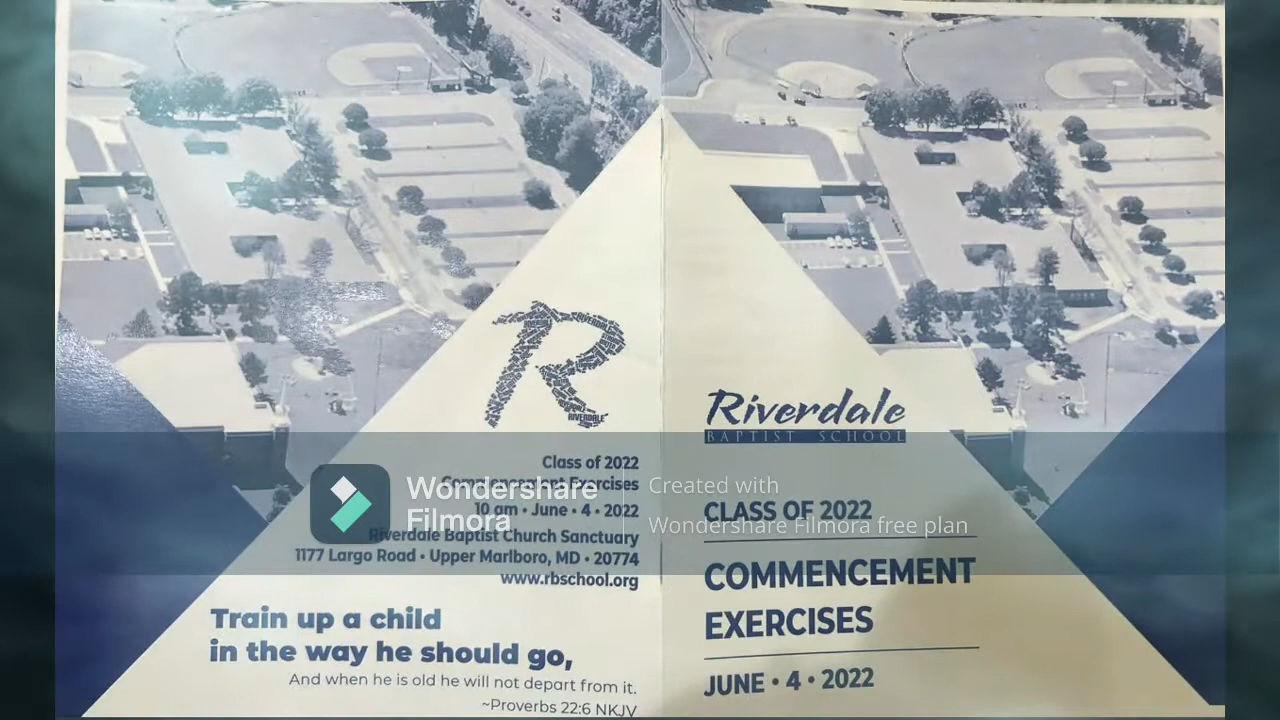 RIVERDALE
Class of 2022
Commencement Exercises
10 am • June • 4 • 2022
Riverdale Baptist Church Sanctuary
1177 Largo Road • Upper Marlboro, MD • 20774
www.rbschool.org
Train up a child
in the way he should go,
And when he is old he will not depart from it.
~Proverbs 22:6 NKJV
Riverdale
BAPTIST SCHOOL
CLASS OF 2022
COMMENCEMENT
EXERCISES
JUNE • 4 • 2022
Wondershare
Filmora
Created with
Wondershare Filmora free plan